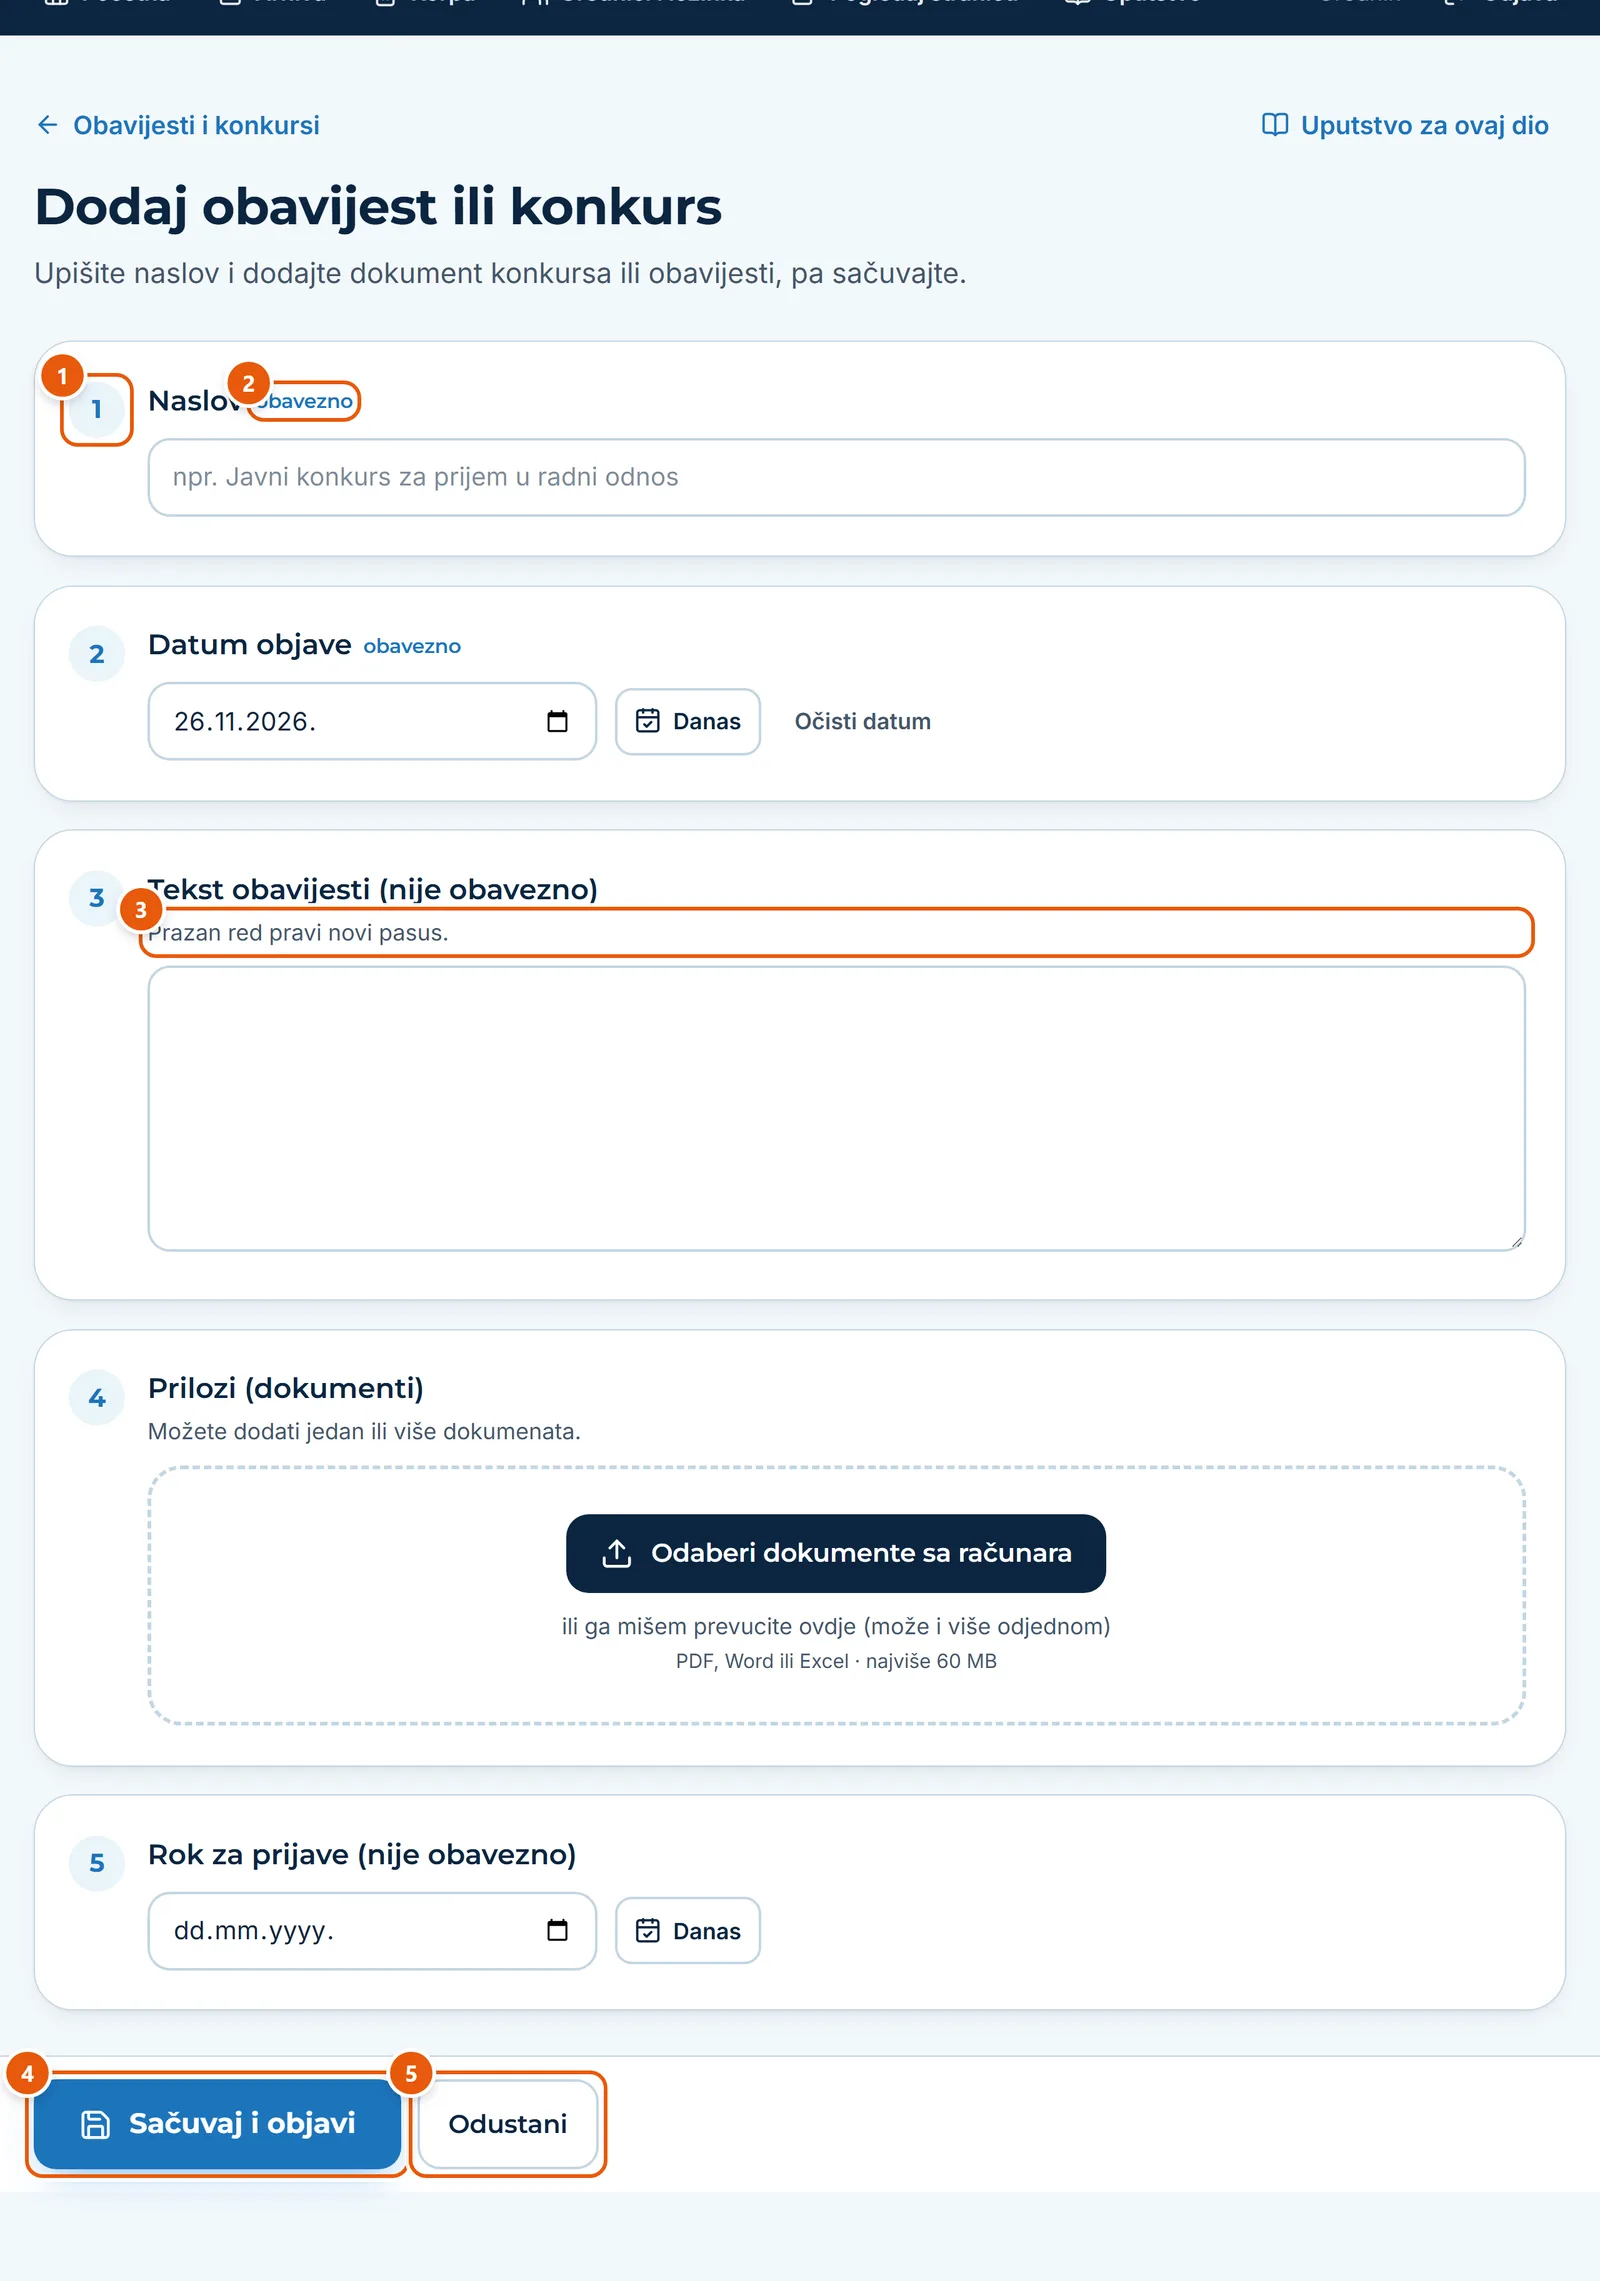 Obavijesti i konkursi
Uputstvo za ovaj dio
Dodaj obavijest ili konkurs
Upišite naslov i dodajte dokument konkursa ili obavijesti, pa sačuvajte.
1
1
Naslov
2
obavezno
npr. Javni konkurs za prijem u radni odnos
2
Datum objave obavezno
26.11.2026.
Danas
Očisti datum
3
Tekst obavijesti (nije obavezno)
3
Prazan red pravi novi pasus.
4
Prilozi (dokumenti)
Možete dodati jedan ili više dokumenata.
Odaberi dokumente sa računara
ili ga mišem prevucite ovdje (može i više odjednom)
PDF, Word ili Excel · najviše 60 MB
5
Rok za prijave (nije obavezno)
dd.mm.yyyy.
Danas
4
Sačuvaj i objavi
5
Odustani